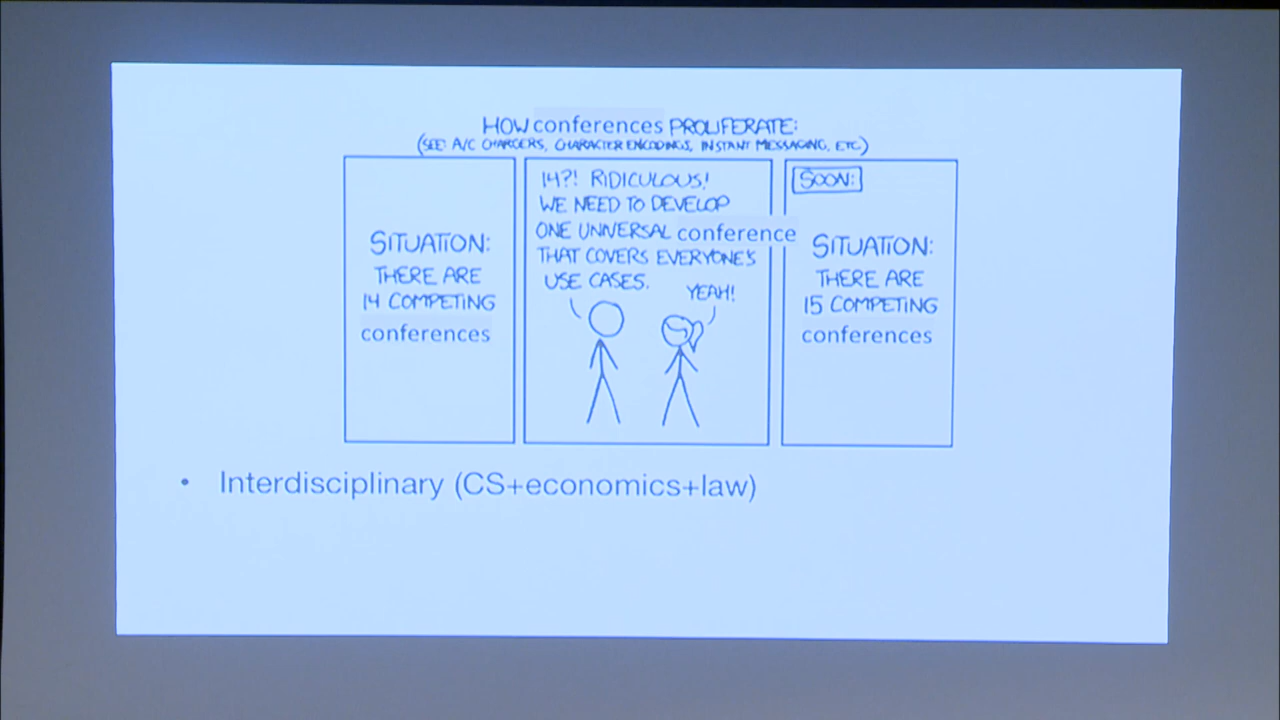 HOW conferences PROLIFERATE:
(SEE: A/C CHARGERS, CHARACTER ENCODINGS, INSTANT MESSAGING, ETC.)
SITUATION:
THERE ARE
14 COMPETING
conferences
14?! RIDICULOUS!
WE NEED TO DEVELOP
ONE UNIVERSAL conference
THAT COVERS EVERYONE'S
USE CASES.
YEAH!
SOON:
SITUATION:
THERE ARE
15 COMPETING
conferences
• Interdisciplinary (CS+economics+law)